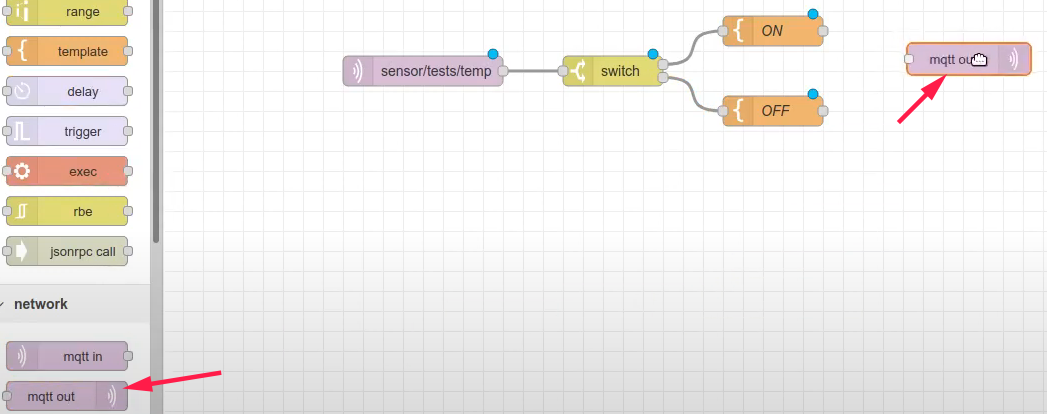 range
template
delay
trigger
exec
rbe
jsonrpc call
network
mqtt in
mqtt out
sensor/tests/temp
switch
ON
OFF
mqtt out